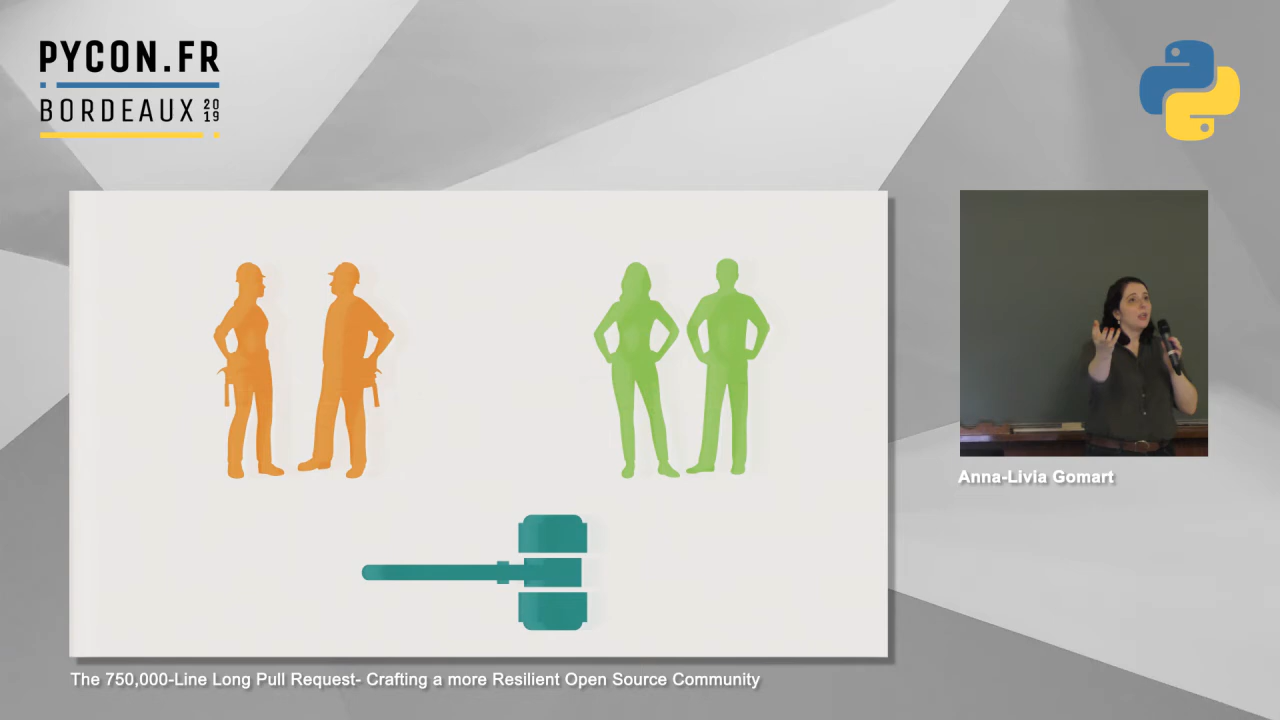 PYCON.FR
BORDEAUX 2019
Anna-Livia Gomart
The 750,000-Line Long Pull Request- Crafting a more Resilient Open Source Community